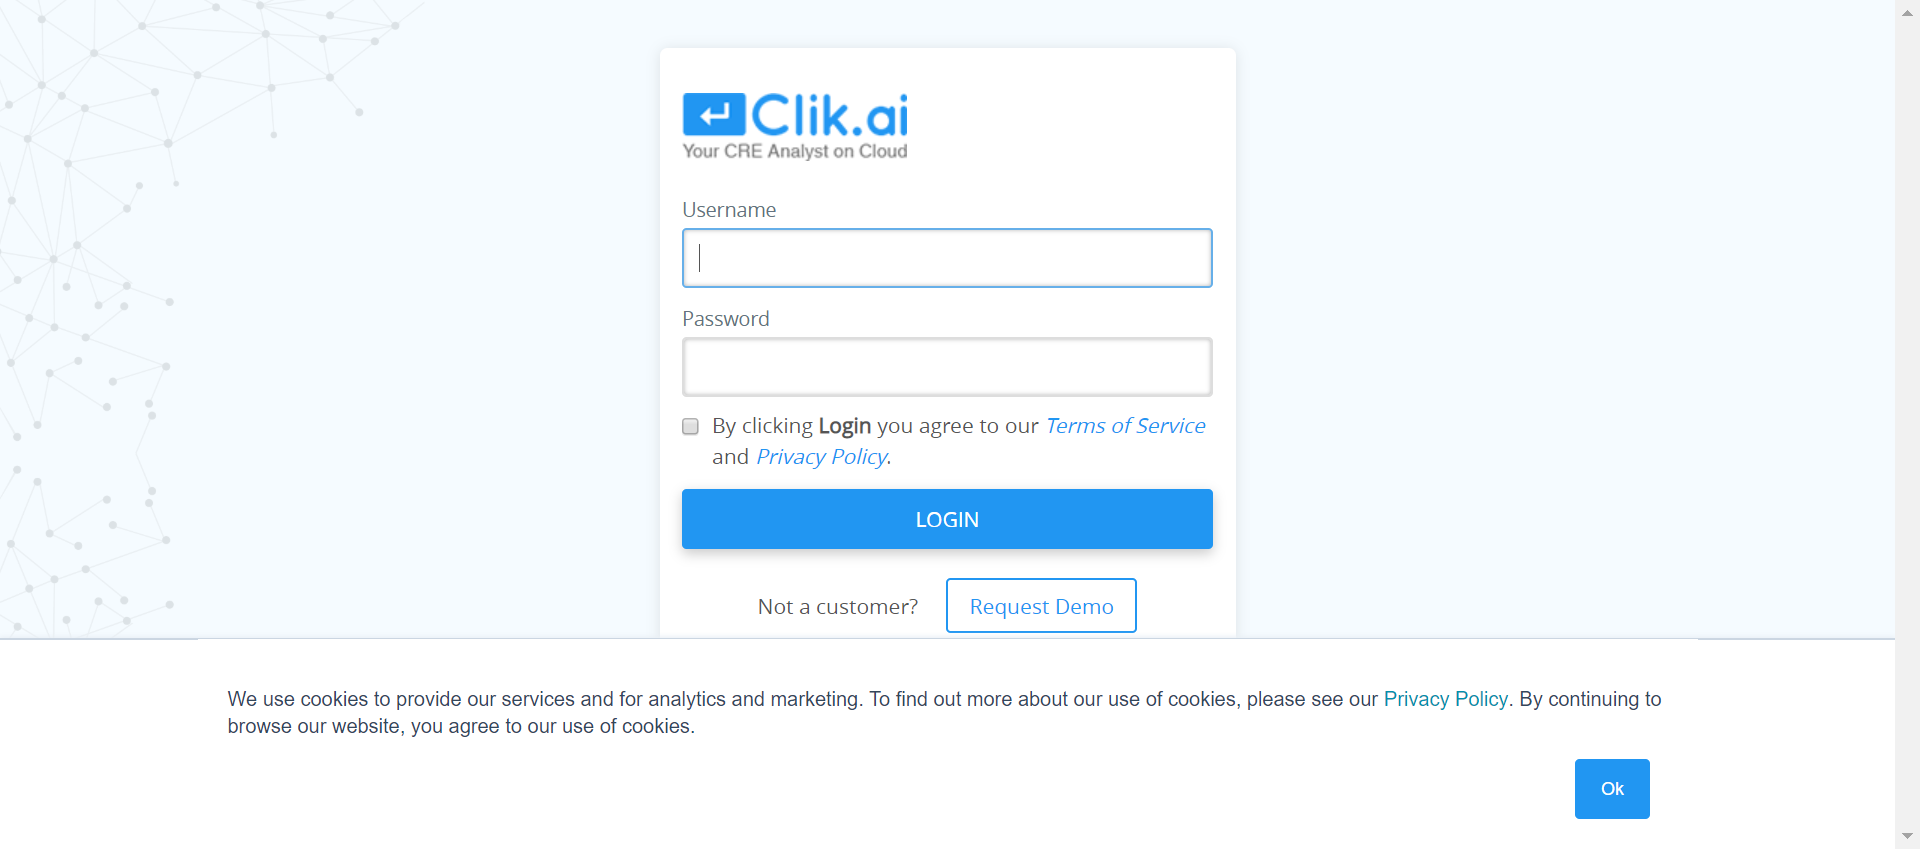 Clik.ai
Your CRE Analyst on Cloud
Username
Password
By clicking Login you agree to our Terms of Service
and Privacy Policy.
LOGIN
Not a customer?
Request Demo
We use cookies to provide our services and for analytics and marketing. To find out more about our use of cookies, please see our Privacy Policy. By continuing to
browse our website, you agree to our use of cookies.
Ok